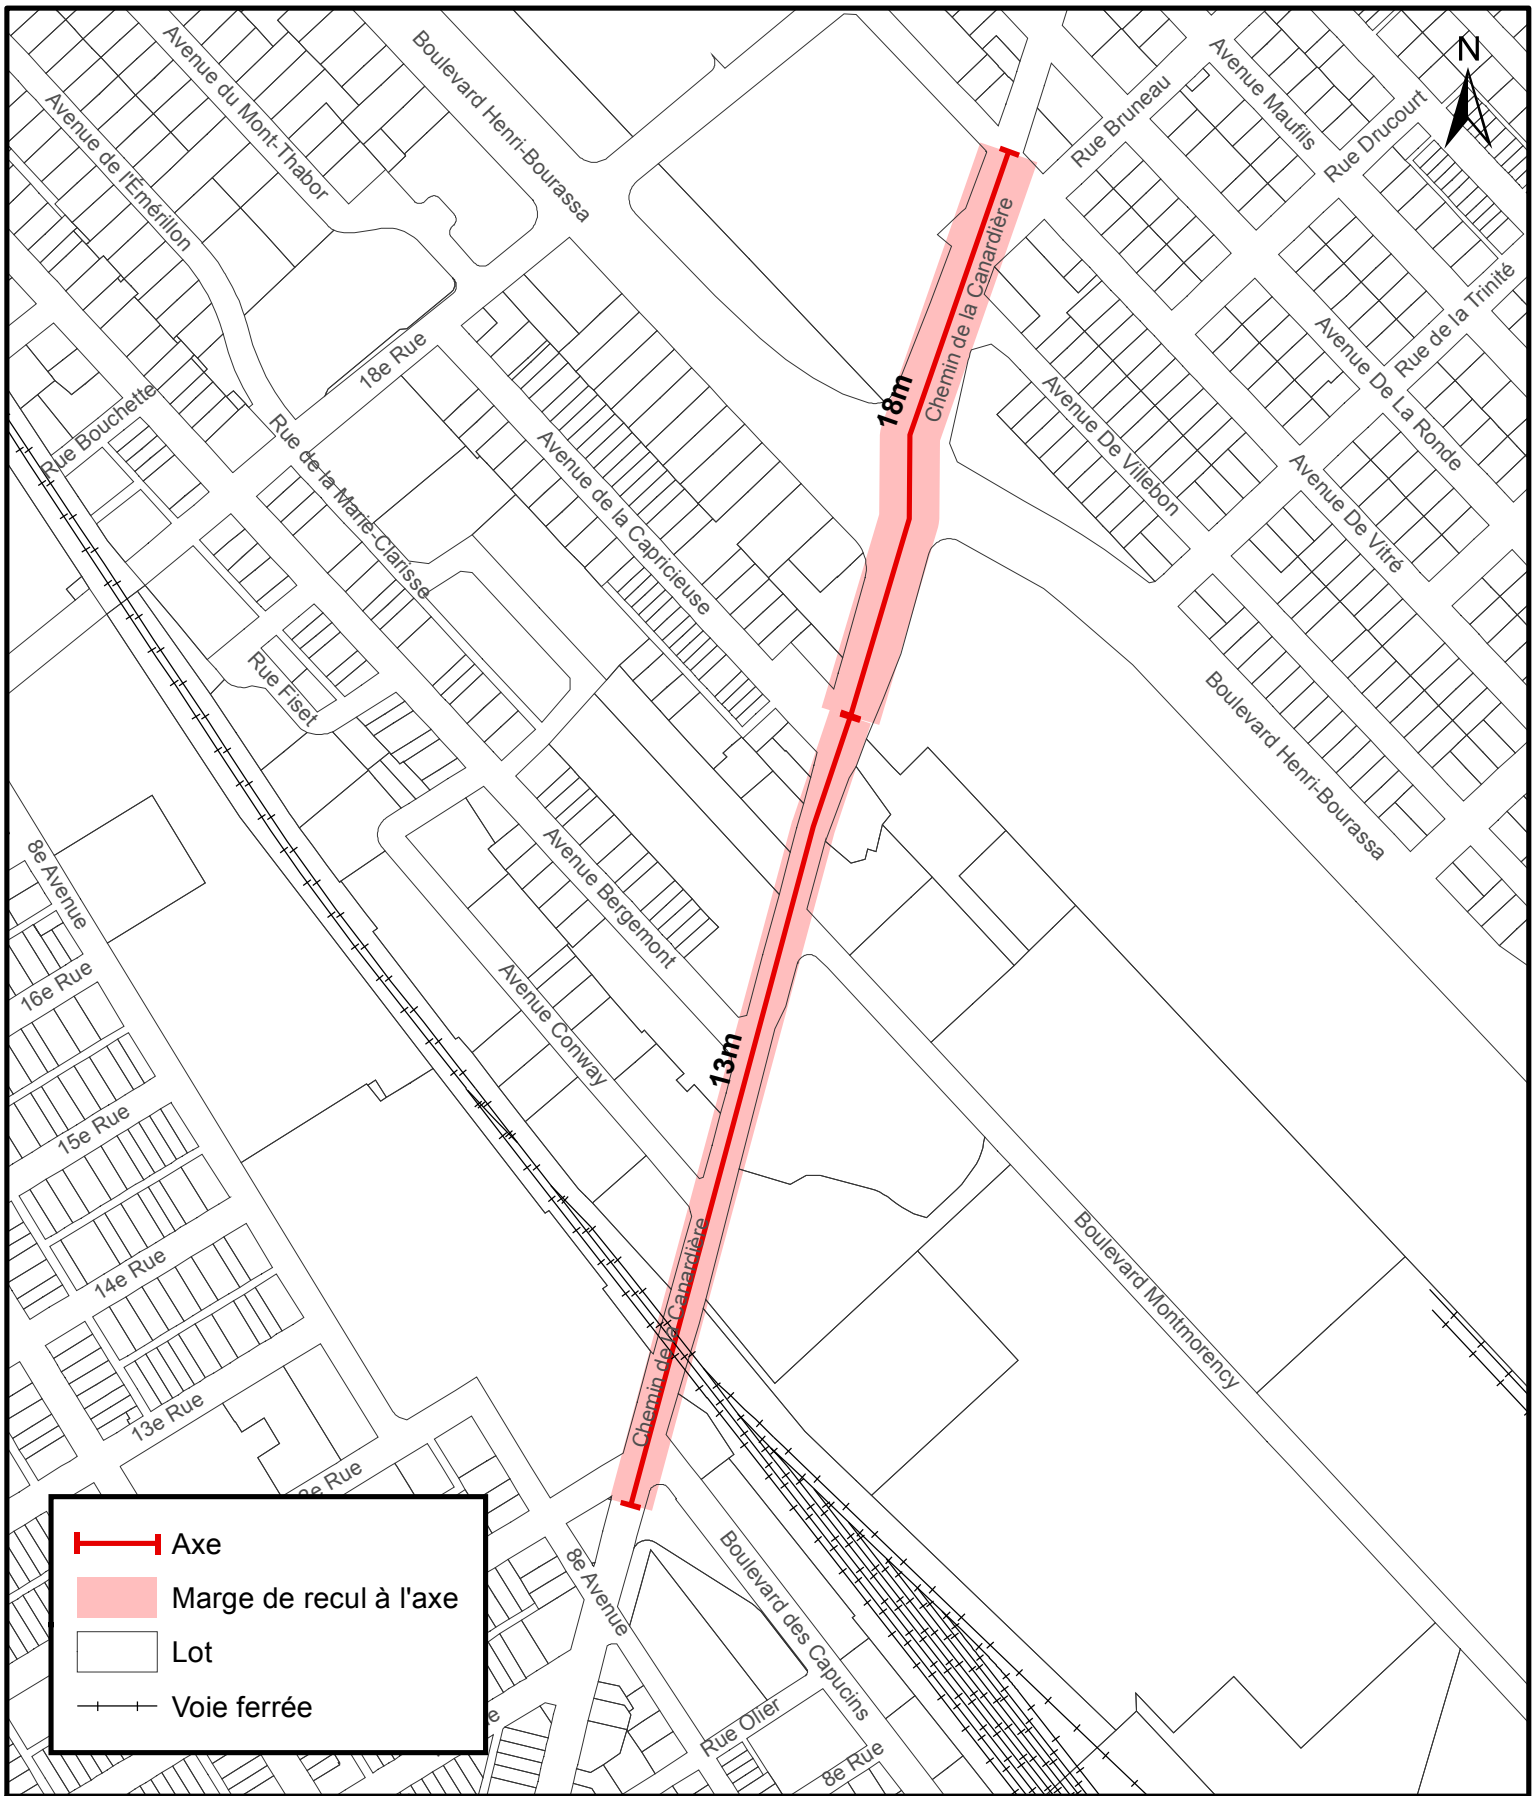 N
Avenue du Mont-Thabor
Boulevard Henri-Bourassa
Avenue Maufils
Rue Bruneau
Rue Drucourt
Avenue de l'Émérillon
Chemin de la Canardière
Rue de la Trinité
18e Rue
Avenue De La Ronde
Rue Bouchette
18m
Avenue De Villebon
Rue de la Marie-Clarisse
Avenue de la Capricieuse
Avenue De Vitré
Rue Fiset
Boulevard Henri-Bourassa
8e Avenue
Avenue Bergemont
16e Rue
Avenue Conway
13m
15e Rue
14e Rue
Chemin de la Canardière
Boulevard Montmorency
13e Rue
8e Avenue
Boulevard des Capucins
Rue Olier
8e Rue
Axe
Marge de recul à l'axe
Lot
Voie ferrée